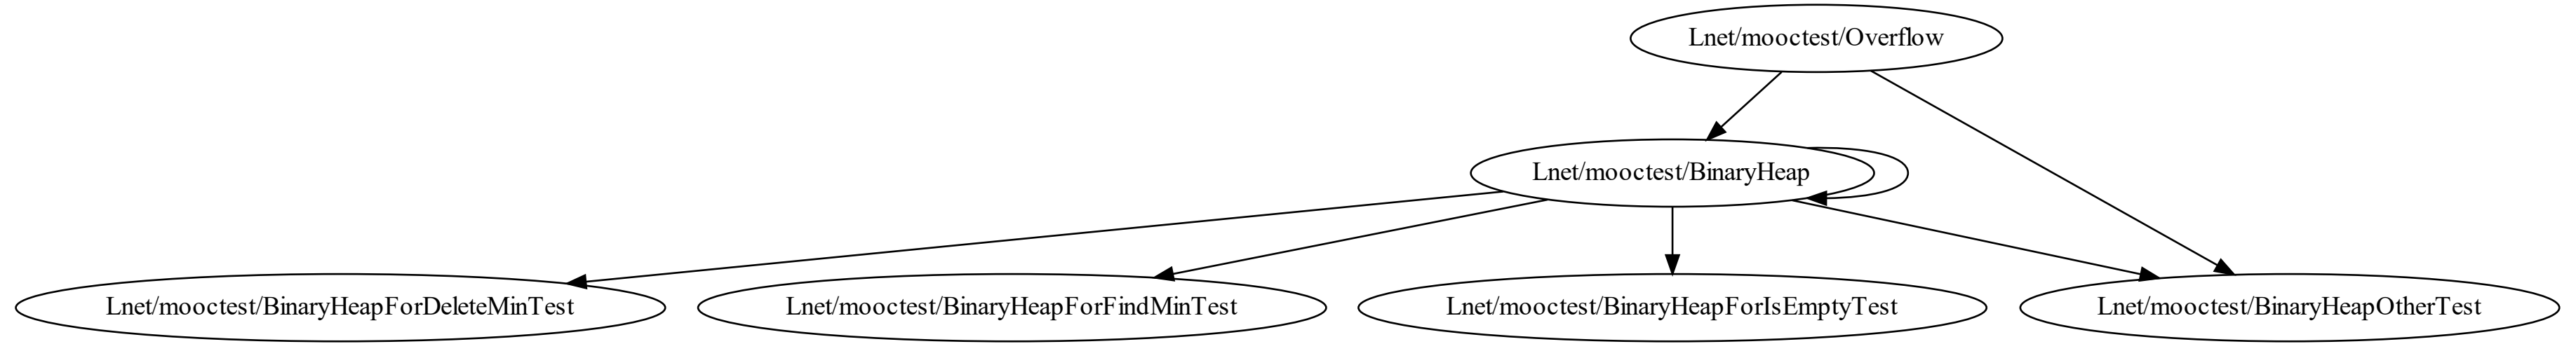 Lnet/mooctest/Overflow
Lnet/mooctest/BinaryHeap
Lnet/mooctest/BinaryHeapForDeleteMinTest
Lnet/mooctest/BinaryHeapForFindMinTest
Lnet/mooctest/BinaryHeapForIsEmptyTest
Lnet/mooctest/BinaryHeapOtherTest